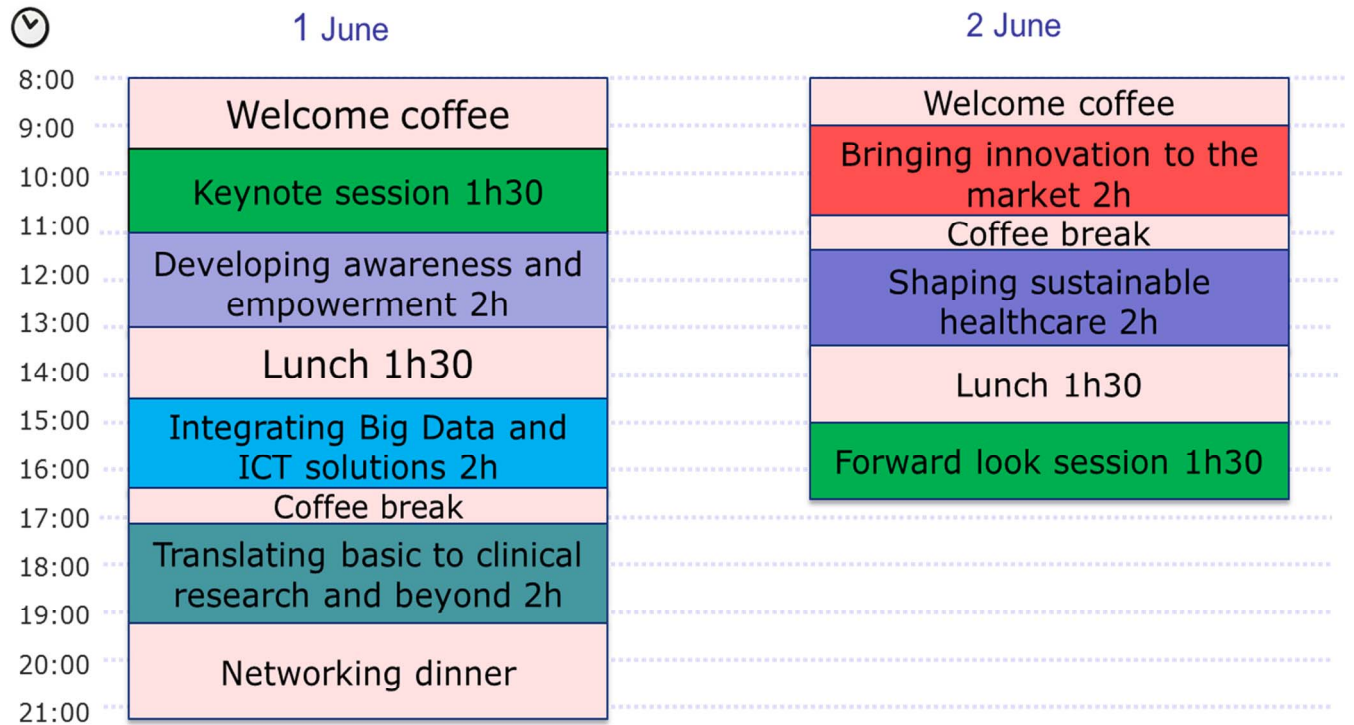 1 June
2 June
8:00
9:00
10:00
11:00
12:00
13:00
14:00
15:00
16:00
17:00
18:00
19:00
20:00
21:00
Welcome coffee
Keynote session 1h30
Developing awareness and
empowerment 2h
Lunch 1h30
Integrating Big Data and
ICT solutions 2h
Coffee break
Translating basic to clinical
research and beyond 2h
Networking dinner
Welcome coffee
Bringing innovation to the
market 2h
Coffee break
Shaping sustainable
healthcare 2h
Lunch 1h30
Forward look session 1h30